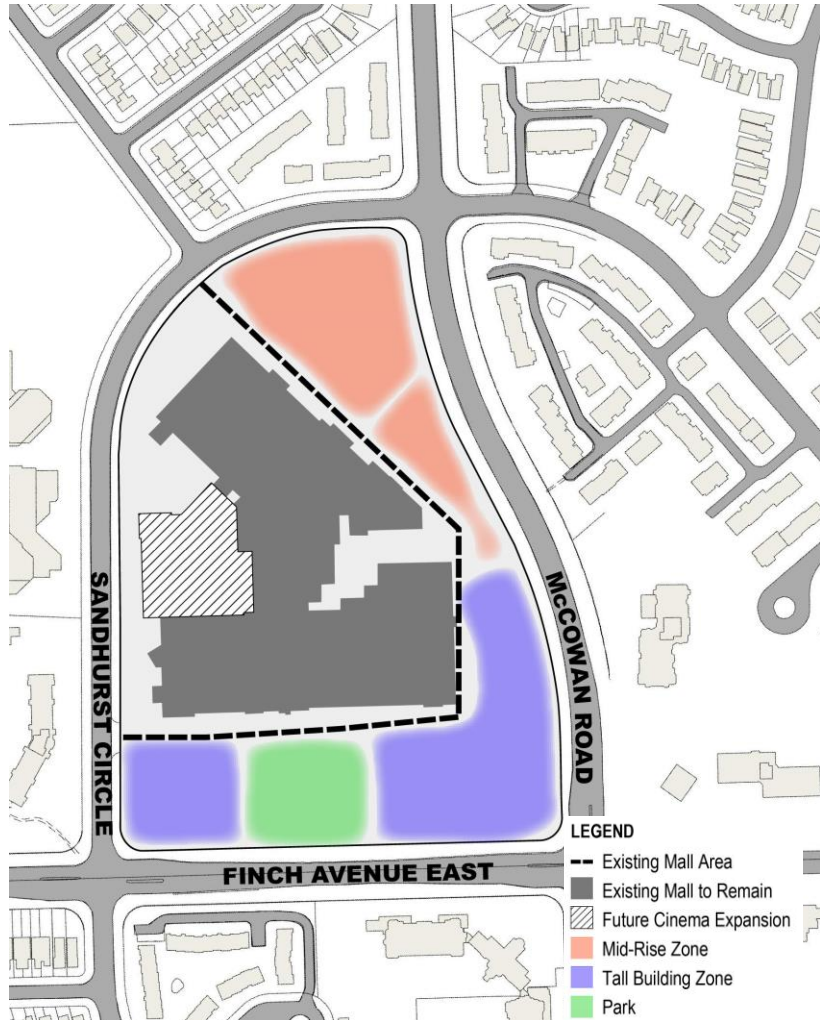 SANDHURST CIRCLE
McCOWAN ROAD
FINCH AVENUE EAST
LEGEND
Existing Mall Area
Existing Mall to Remain
Future Cinema Expansion
Mid-Rise Zone
Tall Building Zone
Park